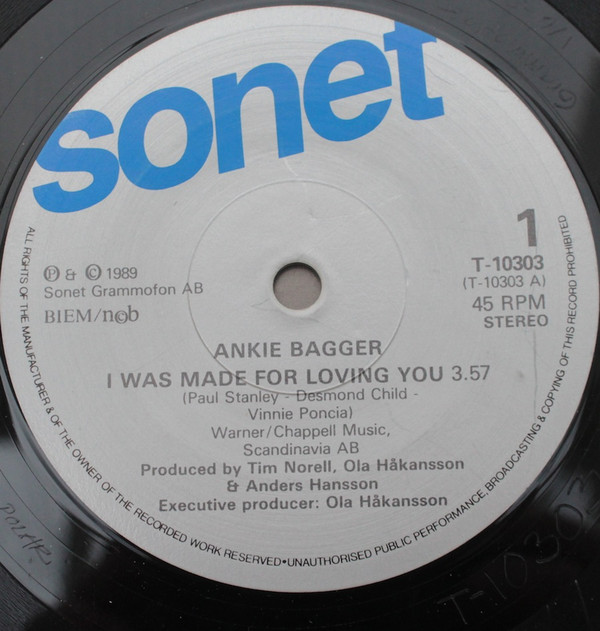 sonet
℗ & © 1989
Sonet Grammofon AB
BIEM/n©b
1
T-10303
(T-10303 A)
45 RPM
STEREO
ANKIE BAGGER
I WAS MADE FOR LOVING YOU 3.57
(Paul Stanley - Desmond Child -
Vinnie Poncia)
Warner/Chappell Music,
Scandinavia AB
Produced by Tim Norell, Ola Håkansson
& Anders Hansson
Executive producer: Ola Håkansson
ALL RIGHTS OF THE MANUFACTURER & OF THE OWNER OF THE RECORDED WORK RESERVED•UNAUTHORISED PUBLIC PERFORMANCE, BROADCASTING & COPYING OF THIS RECORD PROHIBITED
POLAR
T-10303